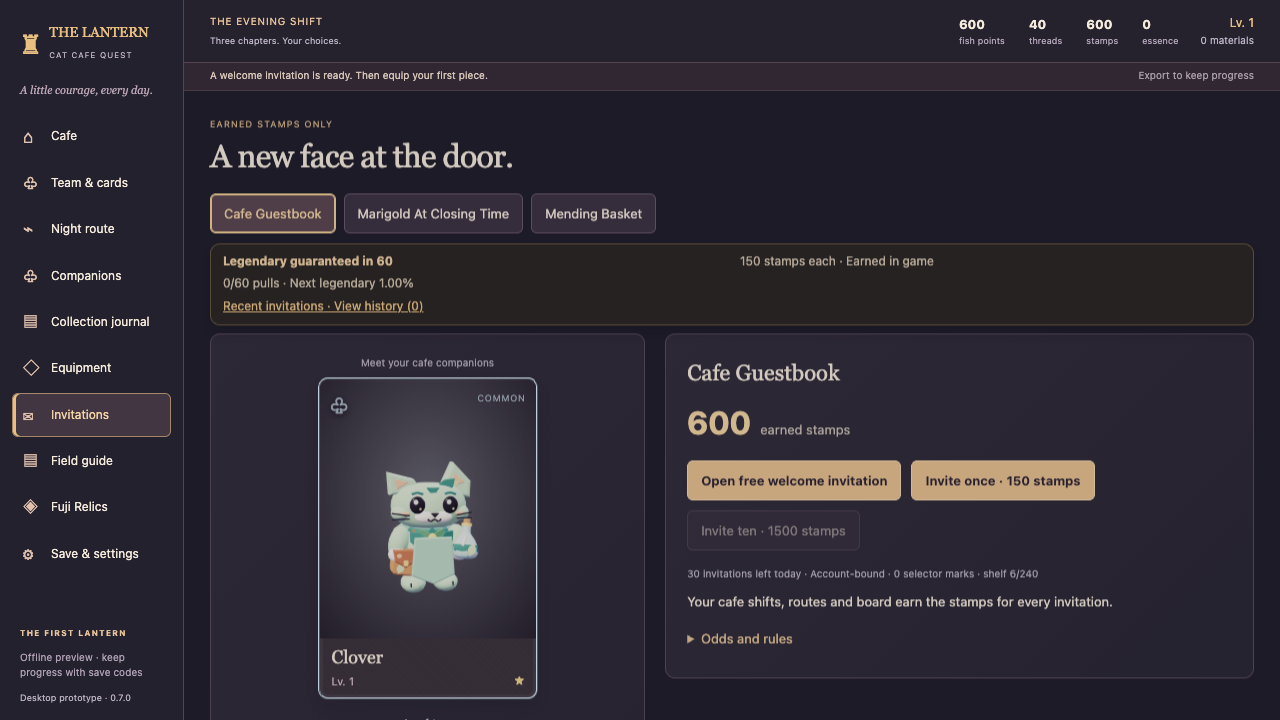 THE LANTERN
CAT CAFE QUEST
A little courage, every day.
Cafe
Team & cards
Night route
Companions
Collection journal
Equipment
Invitations
Field guide
Fuji Relics
Save & settings
THE FIRST LANTERN
Offline preview · keep
progress with save codes
Desktop prototype · 0.7.0
THE EVENING SHIFT
Three chapters. Your choices.
600
fish points
40
threads
600
stamps
0
essence
Lv. 1
0 materials
A welcome invitation is ready. Then equip your first piece.
Export to keep progress
EARNED STAMPS ONLY
A new face at the door.
Cafe Guestbook
Marigold At Closing Time
Mending Basket
Legendary guaranteed in 60
150 stamps each · Earned in game
0/60 pulls · Next legendary 1.00%
Recent invitations · View history (0)
Meet your cafe companions
COMMON
Clover
Lv. 1
Cafe Guestbook
600 earned stamps
Open free welcome invitation
Invite once · 150 stamps
Invite ten · 1500 stamps
30 invitations left today · Account-bound · 0 selector marks · shelf 6/240
Your cafe shifts, routes and board earn the stamps for every invitation.
Odds and rules